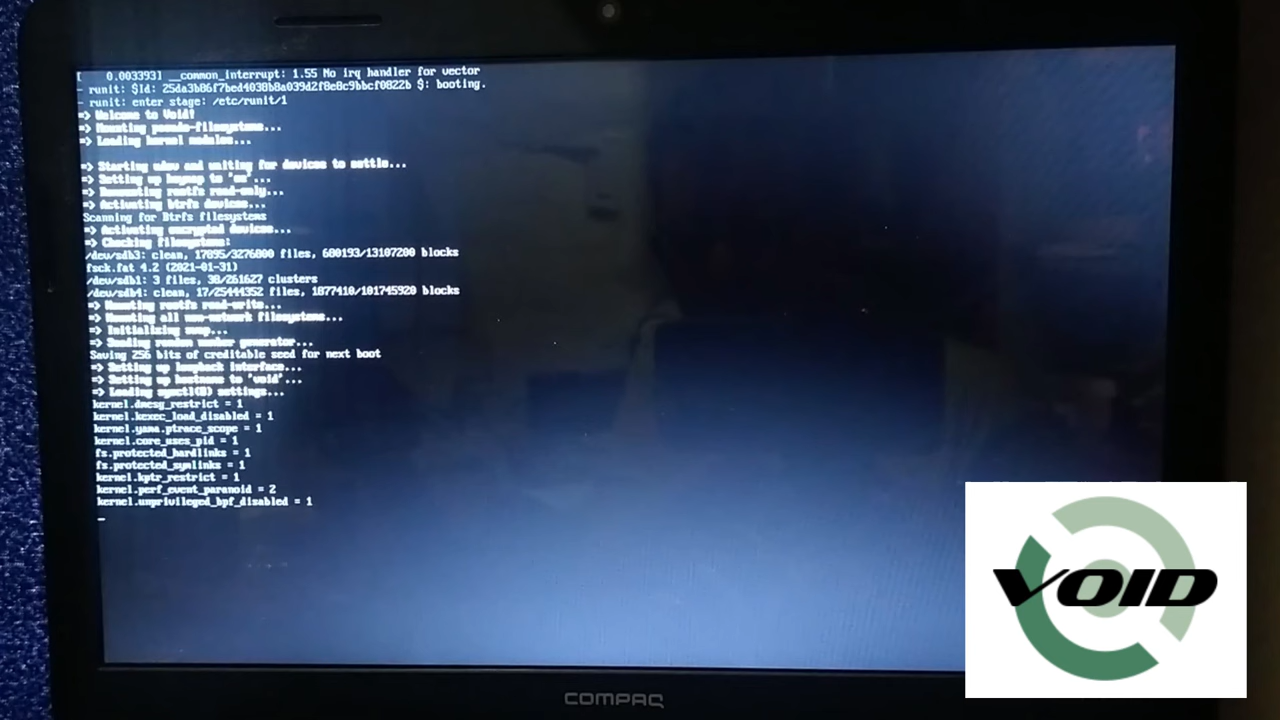 [    0.003393] __common_interrupt: 1.55 No irq handler for vector
- runit: $Id: 25da3b86f7bed4038b8a039d2f8e8c9bbcf0822b $: booting.
- runit: enter stage: /etc/runit/1
=> Welcome to Void!
=> Mounting pseudo-filesystems...
=> Loading kernel modules...
=> Starting udev and waiting for devices to settle...
=> Setting up keymap to 'es'...
=> Remounting rootfs read-only...
=> Activating btrfs devices...
Scanning for Btrfs filesystems
=> Activating encrypted devices...
=> Checking filesystems:
/dev/sdb3: clean, 17895/3276800 files, 680193/13107200 blocks
fsck.fat 4.2 (2021-01-31)
/dev/sdb1: 3 files, 38/261627 clusters
/dev/sdb4: clean, 17/25444352 files, 1877410/101745920 blocks
=> Mounting rootfs read-write...
=> Mounting all non-network filesystems...
=> Initializing swap...
=> Seeding random number generator...
Saving 256 bits of creditable seed for next boot
=> Setting up loopback interface...
=> Setting up hostname to 'void'...
=> Loading sysctl(8) settings...
kernel.dmesg_restrict = 1
kernel.kexec_load_disabled = 1
kernel.yama.ptrace_scope = 1
kernel.core_uses_pid = 1
fs.protected_hardlinks = 1
fs.protected_symlinks = 1
kernel.kptr_restrict = 1
kernel.perf_event_paranoid = 2
kernel.unprivileged_bpf_disabled = 1
VOID
COMPAQ